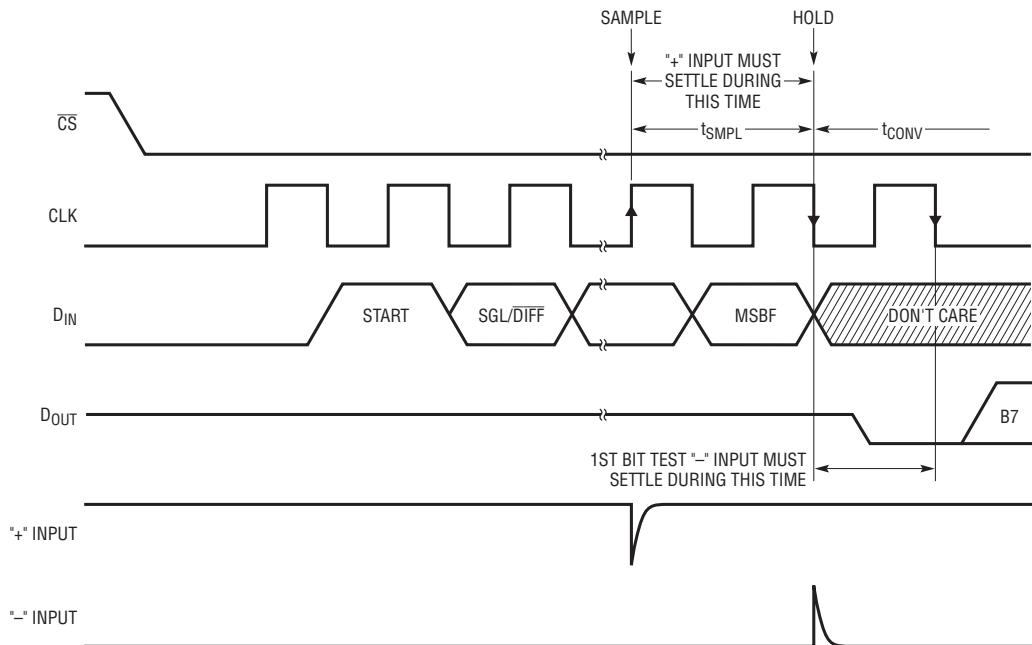 SAMPLE
HOLD
"+" INPUT MUST
SETTLE DURING
THIS TIME
CS
tSMPL
tCONV
CLK
DIN
START
SGL/DIFF
MSBF
DON'T CARE
DOUT
B7
1ST BIT TEST "–" INPUT MUST
SETTLE DURING THIS TIME
"+" INPUT
"–" INPUT